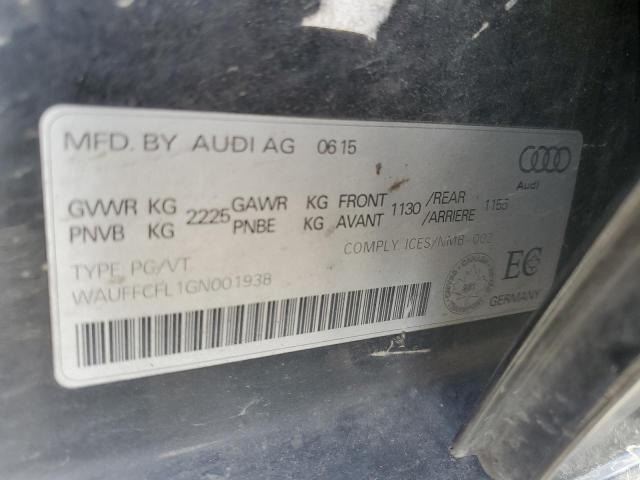 MFD. BY AUDI AG 0615
Audi
GVWR KG 2225 GAWR KG FRONT 1130 /REAR 1155
PNVB KG PNBE KG AVANT /ARRIERE
COMPLY ICES/NMB-002
TYPE PG/VT
WAUFFCFL1GN001938
EC
GERMANY